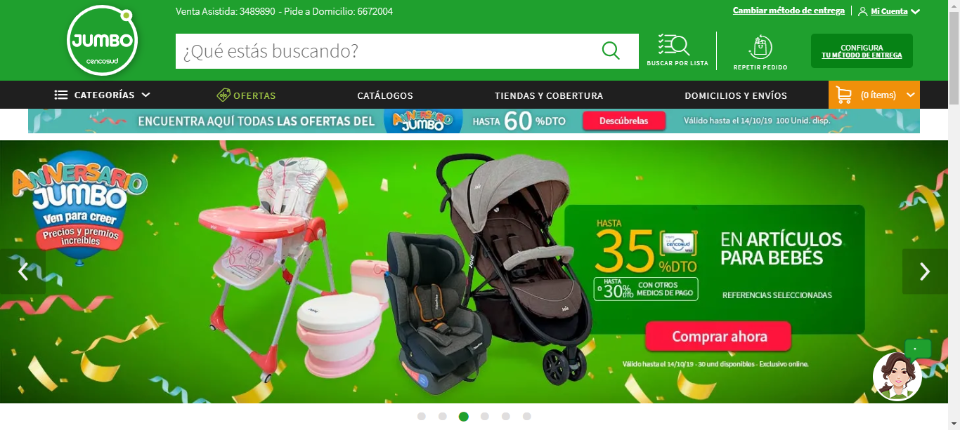 Venta Asistida: 3489890 - Pide a Domicilio: 6672004
Cambiar método de entrega
Mi Cuenta
JUMBO
cencosud
¿Qué estás buscando?
BUSCAR POR LISTA
REPETIR PEDIDO
CONFIGURA
TU MÉTODO DE ENTREGA
CATEGORÍAS
OFERTAS
CATÁLOGOS
TIENDAS Y COBERTURA
DOMICILIOS Y ENVÍOS
(0 ítems)
ENCUENTRA AQUÍ TODAS LAS OFERTAS DEL
ANIVERSARIO
JUMBO
HASTA 60 %DTO
Descúbrelas
Válido hasta el 14/10/19 100 Unid. disp.
ANIVERSARIO
JUMBO
Ven para creer
Precios y premios
increíbles
HASTA
35 %DTO
cencosud
HASTA
o 30% DTO
CON OTROS
MEDIOS DE PAGO
EN ARTÍCULOS
PARA BEBÉS
REFERENCIAS SELECCIONADAS
Comprar ahora
Válido hasta el 14/10/19 - 30 und disponibles - Exclusivo online.